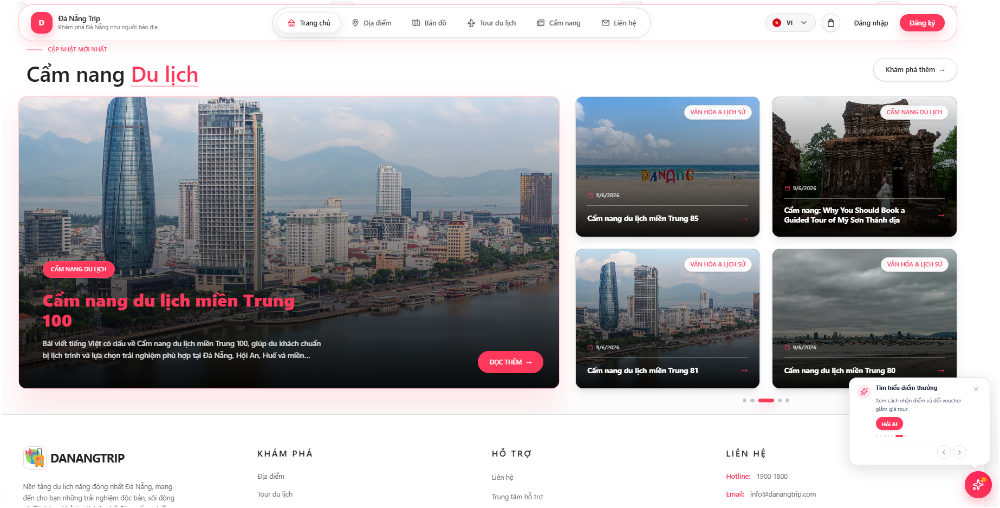 D
Đà Nẵng Trip
Khám phá Đà Nẵng như người bản địa
Trang chủ
Địa điểm
Bản đồ
Tour du lịch
Cẩm nang
Liên hệ
VI
Đăng nhập
Đăng ký
CẬP NHẬT MỚI NHẤT
Cẩm nang Du lịch
Khám phá thêm →
NOVOTEL
CẨM NANG DU LỊCH
Cẩm nang du lịch miền Trung
100
Bài viết tiếng Việt có dấu về Cẩm nang du lịch miền Trung 100, giúp du khách chuẩn
bị lịch trình và lựa chọn trải nghiệm phù hợp tại Đà Nẵng, Hội An, Huế và miền...
ĐỌC THÊM →
VĂN HÓA & LỊCH SỬ
DANANG
9/6/2026
Cẩm nang du lịch miền Trung 85
→
CẨM NANG DU LỊCH
9/6/2026
Cẩm nang: Why You Should Book a
Guided Tour of Mỹ Sơn Thánh địa
→
VĂN HÓA & LỊCH SỬ
9/6/2026
Cẩm nang du lịch miền Trung 81
→
VĂN HÓA & LỊCH SỬ
9/6/2026
Cẩm nang du lịch miền Trung 80
→
Tìm hiểu điểm thưởng
Xem cách nhận điểm và đổi voucher
giảm giá tour.
Hỏi AI
DANANGTRIP
Nền tảng du lịch năng động nhất Đà Nẵng, mang
đến cho bạn những trải nghiệm độc bản, sôi động
KHÁM PHÁ
Địa điểm
Tour du lịch
HỖ TRỢ
Liên hệ
Trung tâm hỗ trợ
LIÊN HỆ
Hotline: 1900 1800
Email: info@danangtrip.com